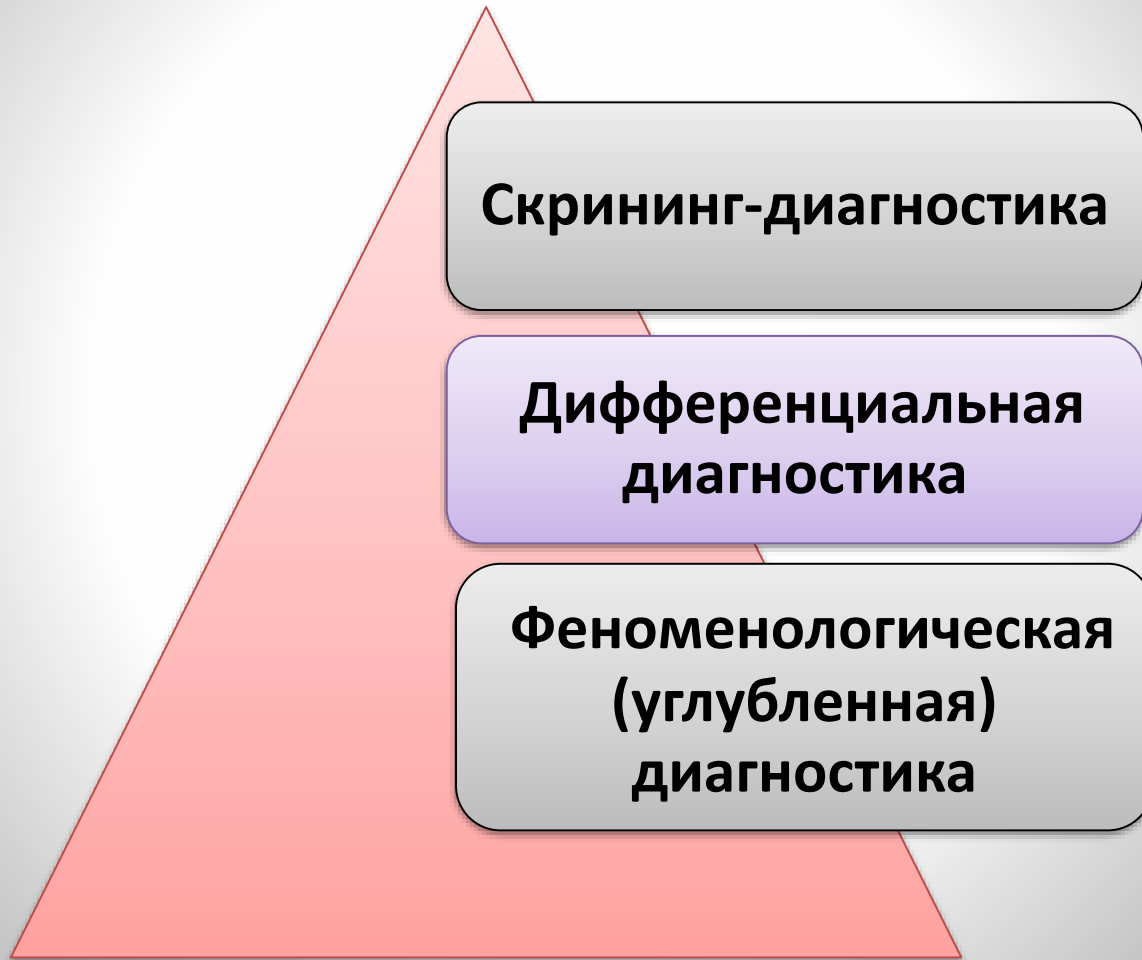 Скрининг-диагностика
Дифференциальная
диагностика
Феноменологическая
(углубленная)
диагностика